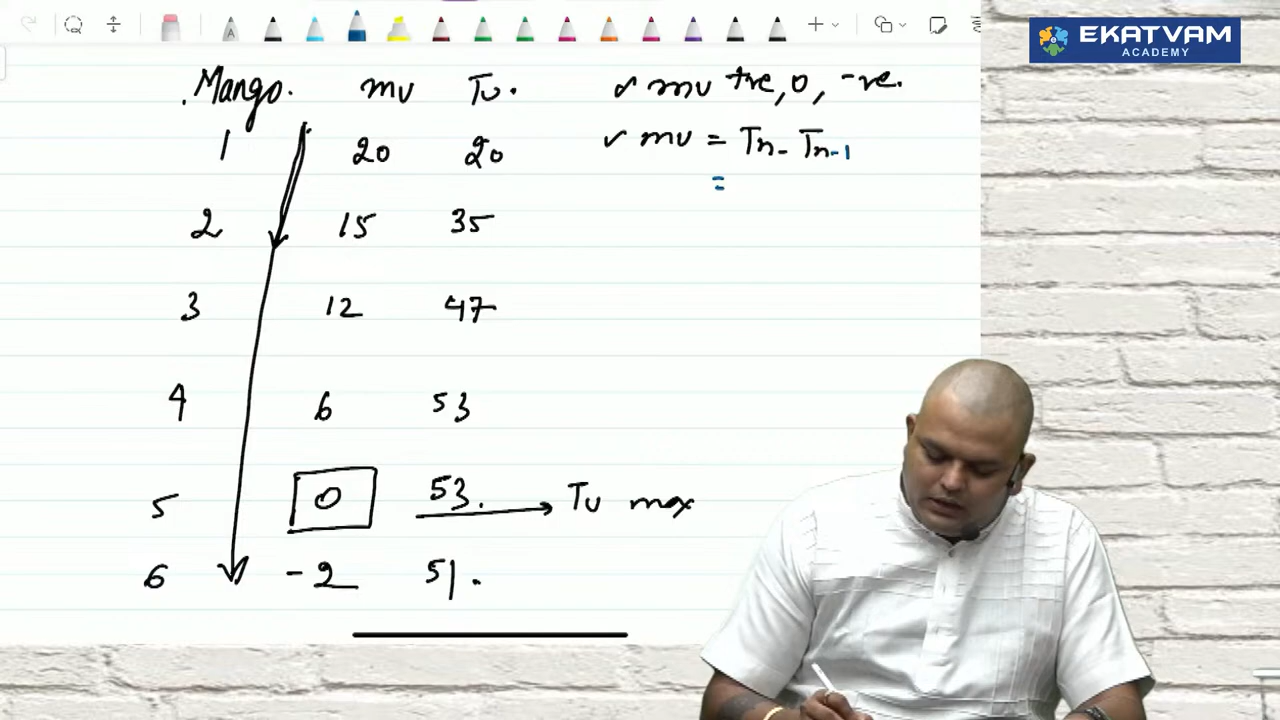 EKATVAM
ACADEMY
.Mango. mu Tu.
1 20 20
2 15 35
3 12 47
4 6 53
5 0 53. → Tu max
6 -2 51.
✓ mu +ve, 0, -ve.
✓ mu = Tn - Tn-1
=